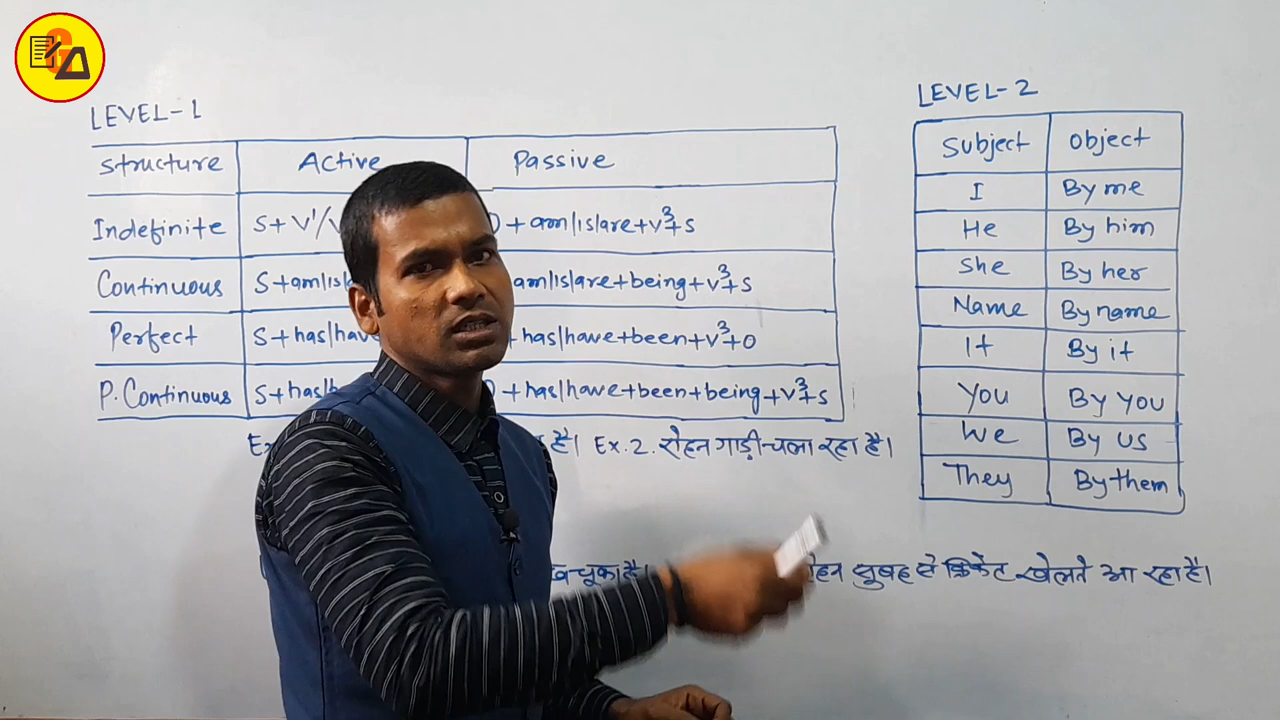 LEVEL-1
Structure Active Passive
Indefinite S+V¹/ + am/is/are+V³+S
Continuous S+am/is/ am/is/are+being+V³+S
Perfect S+has/have +has/have+been+V³+O
P. Continuous S+has/ + has/have+been+being+V³+S
Ex है। Ex.2. रोहन गाड़ी चला रहा है।
चूका है। सुबह से क्रिकेट खेलते आ रहा है।
LEVEL-2
Subject Object
I By me
He By him
She By her
Name By name
It By it
You By you
We By us
They By them